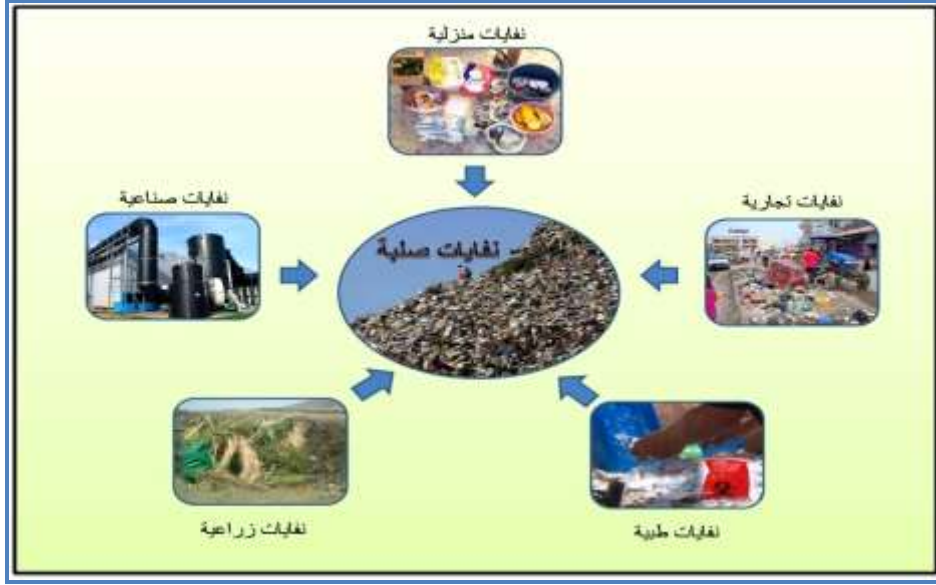 نفايات منزلية
نفايات تجارية
نفايات صناعية
نفايات صلبة
نفايات زراعية
نفايات طبية